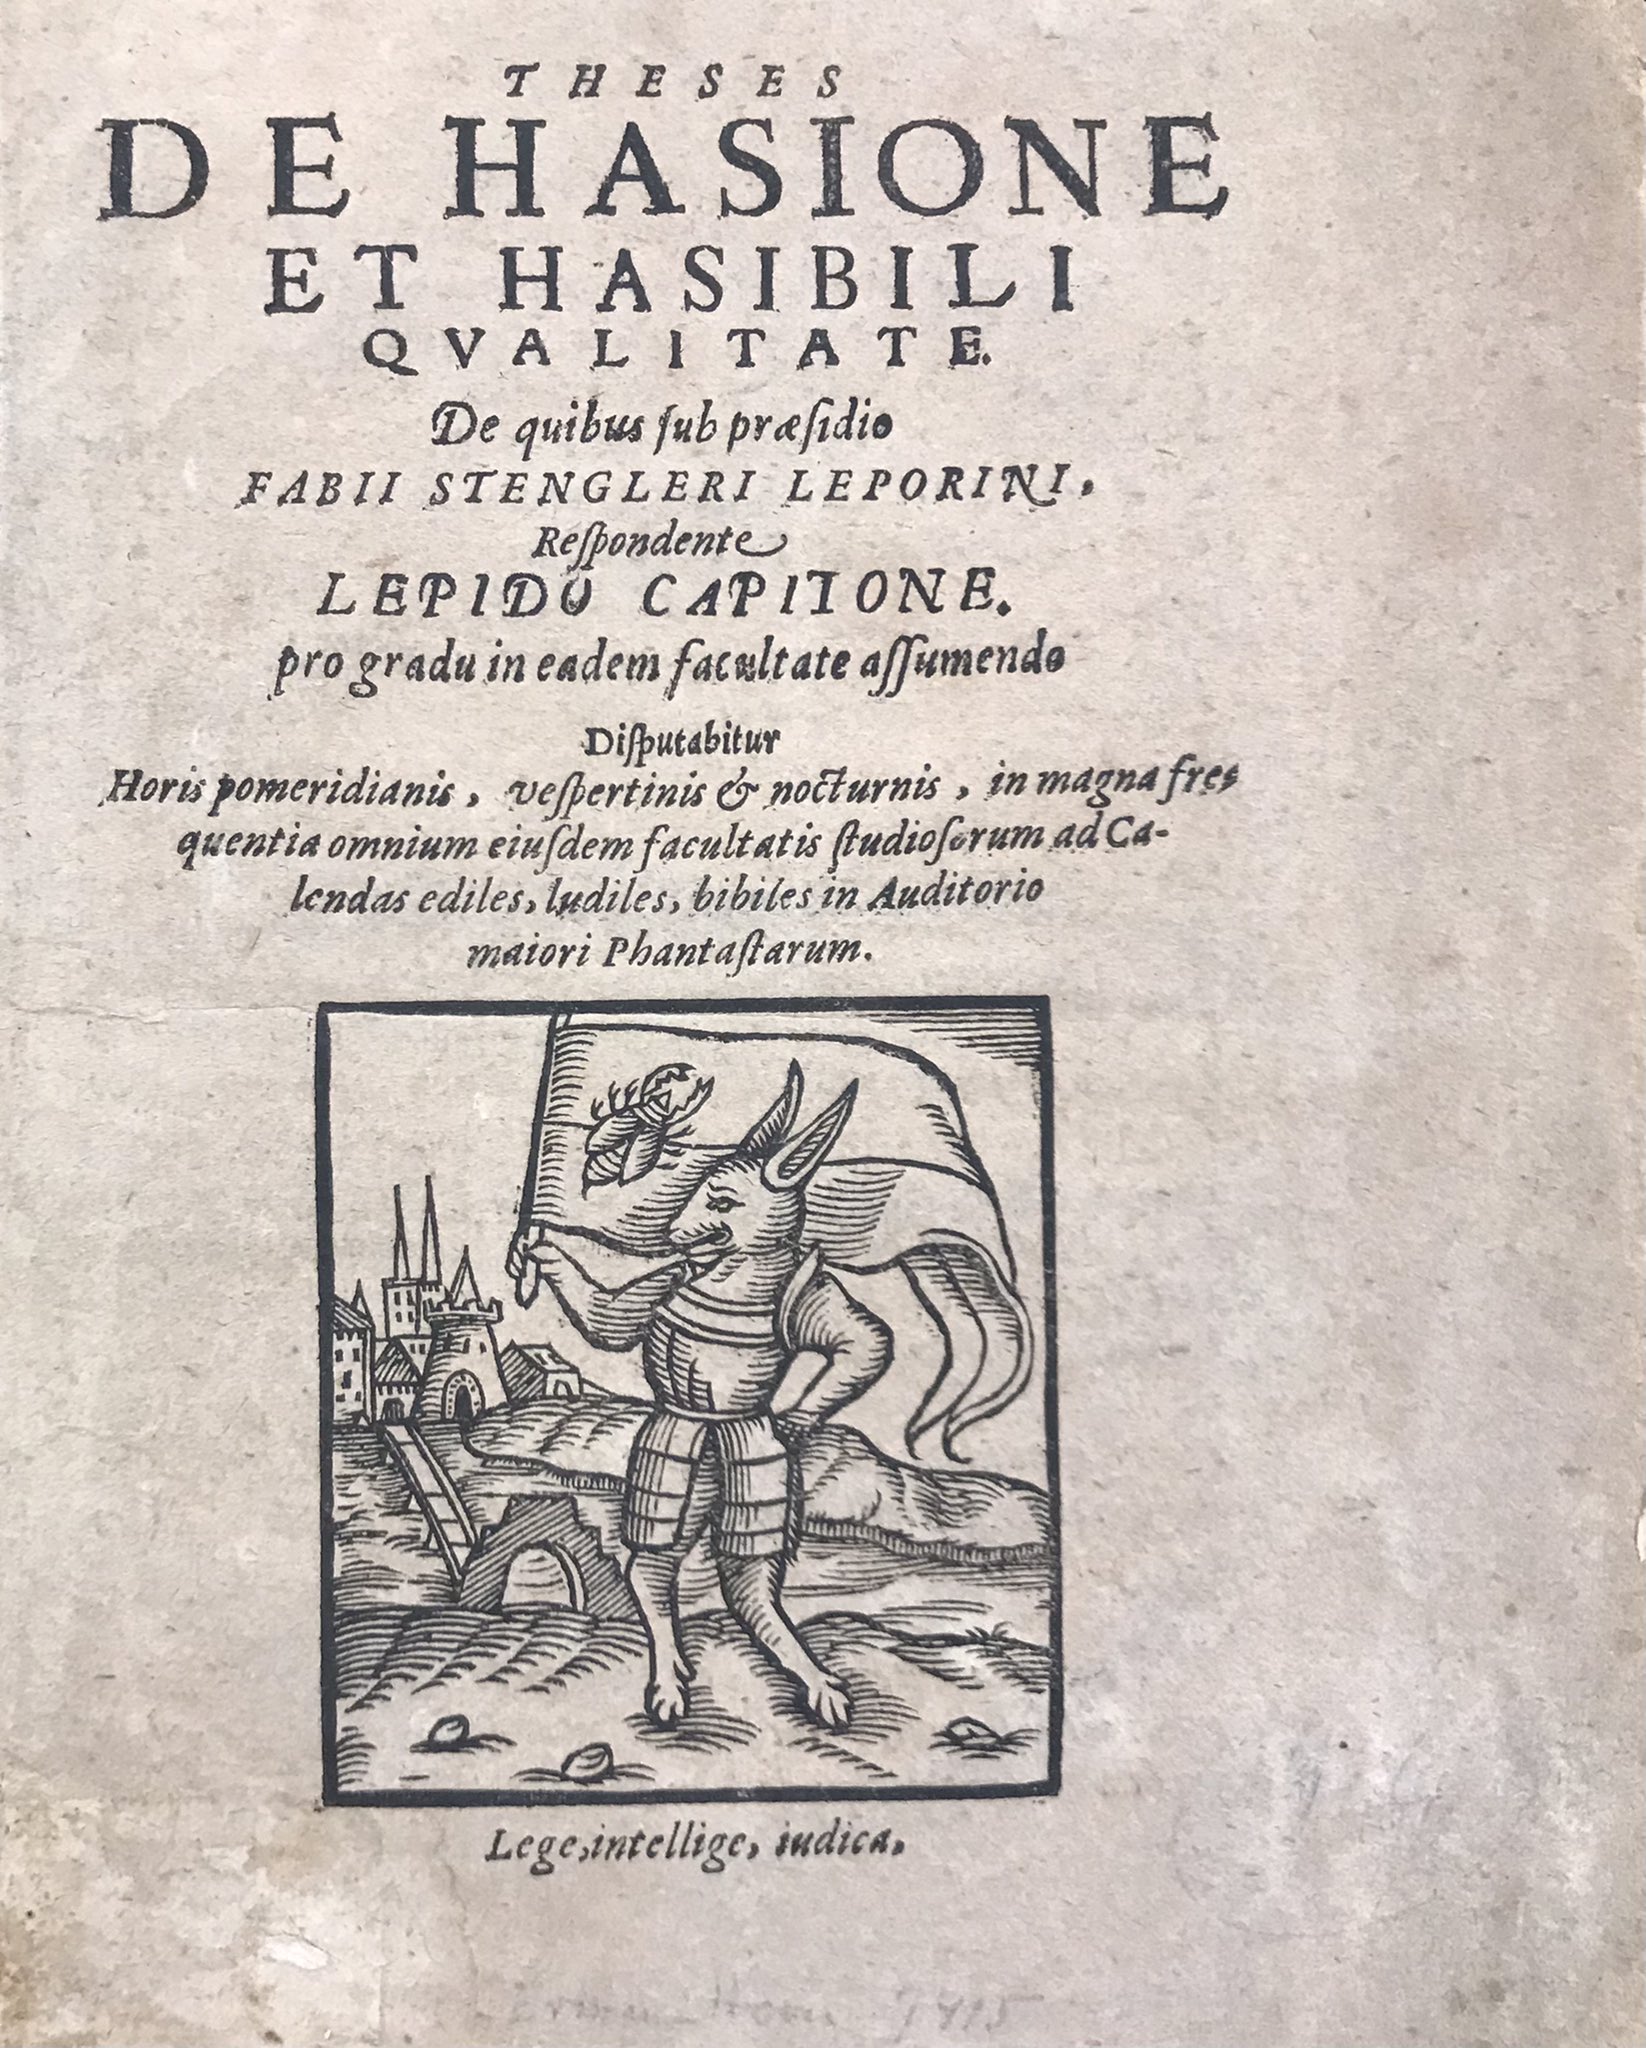 THESES
DE HASIONE
ET HASIBILI
QVALITATE.
De quibus ſub præſidio
FABII STENGLERI LEPORINI,
Reſpondente
LEPIDO CAPITONE.
pro gradu in eadem facultate aſſumendo
Diſputabitur
Horis pomeridianis, veſpertinis & nocturnis, in magna fre⸗
quentia omnium eiuſdem facultatis ſtudioſorum ad Ca-
lendas ediles, ludiles, bibiles in Auditorio
maiori Phantaſtarum.
Lege, intellige, iudica.